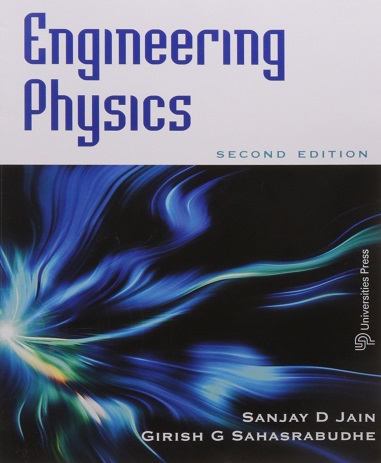 Engineering
Physics
SECOND EDITION
Universities Press
SANJAY D JAIN
GIRISH G SAHASRABUDHE